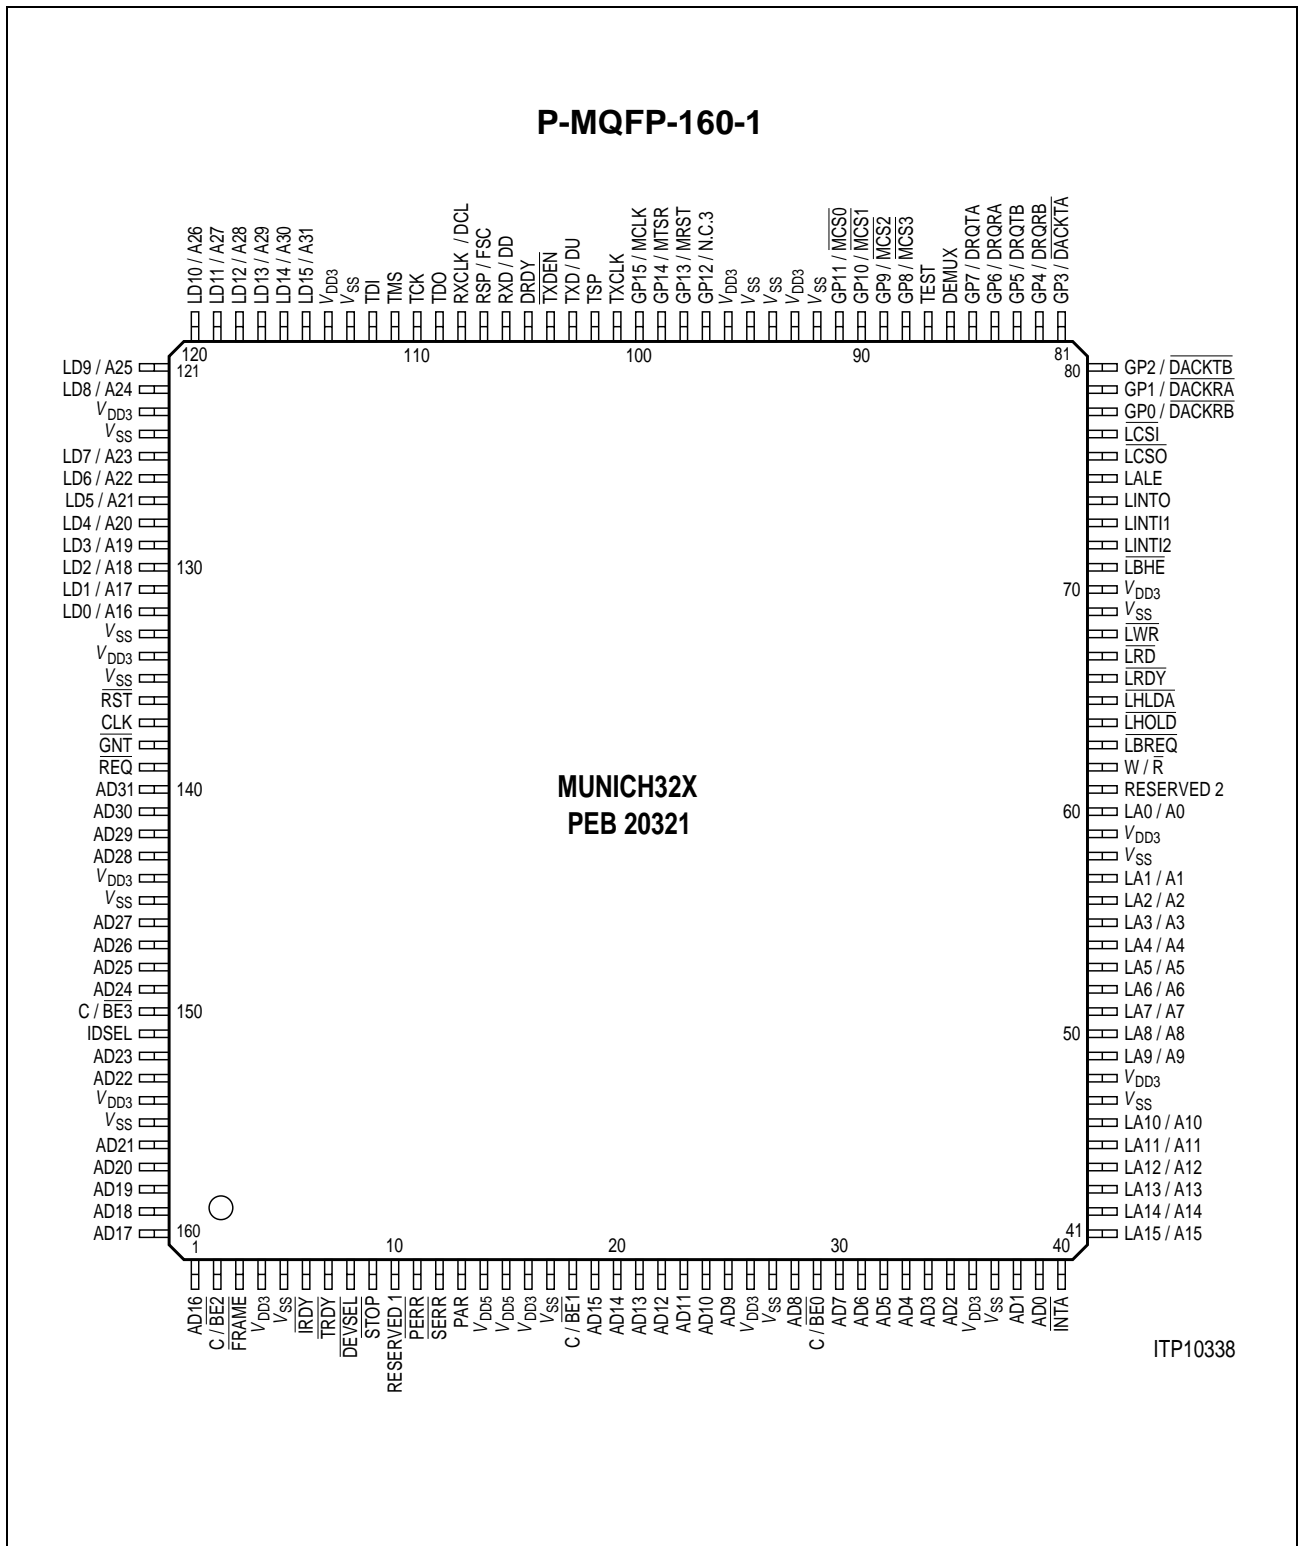 P-MQFP-160-1
LD10 / A26
LD11 / A27
LD12 / A28
LD13 / A29
LD14 / A30
LD15 / A31
VDD3
VSS
TDI
TMS
TCK
TDO
RXCLK / DCL
RSP / FSC
RXD / DD
DRDY
TXDEN
TXD / DU
TSP
TXCLK
GP15 / MCLK
GP14 / MTSR
GP13 / MRST
GP12 / N.C.3
VDD3
VSS
VSS
VDD3
VSS
GP11 / MCS0
GP10 / MCS1
GP9 / MCS2
GP8 / MCS3
TEST
DEMUX
GP7 / DRQTA
GP6 / DRQRA
GP5 / DRQTB
GP4 / DRQRB
GP3 / DACKTA
120
110
100
90
81
LD9 / A25
LD8 / A24
VDD3
VSS
LD7 / A23
LD6 / A22
LD5 / A21
LD4 / A20
LD3 / A19
LD2 / A18
LD1 / A17
LD0 / A16
VSS
VDD3
VSS
RST
CLK
GNT
REQ
AD31
AD30
AD29
AD28
VDD3
VSS
AD27
AD26
AD25
AD24
C / BE3
IDSEL
AD23
AD22
VDD3
VSS
AD21
AD20
AD19
AD18
AD17
121
130
140
150
160
MUNICH32X
PEB 20321
80
70
60
50
41
GP2 / DACKTB
GP1 / DACKRA
GP0 / DACKRB
LCSI
LCSO
LALE
LINTO
LINTI1
LINTI2
LBHE
VDD3
VSS
LWR
LRD
LRDY
LHLDA
LHOLD
LBREQ
W / R
RESERVED 2
LA0 / A0
VDD3
VSS
LA1 / A1
LA2 / A2
LA3 / A3
LA4 / A4
LA5 / A5
LA6 / A6
LA7 / A7
LA8 / A8
LA9 / A9
VDD3
VSS
LA10 / A10
LA11 / A11
LA12 / A12
LA13 / A13
LA14 / A14
LA15 / A15
1
10
20
30
40
AD16
C / BE2
FRAME
VDD3
VSS
IRDY
TRDY
DEVSEL
STOP
RESERVED 1
PERR
SERR
PAR
VDD5
VDD5
VDD3
VSS
C / BE1
AD15
AD14
AD13
AD12
AD11
AD10
AD9
VDD3
VSS
AD8
C / BE0
AD7
AD6
AD5
AD4
AD3
AD2
VDD3
VSS
AD1
AD0
INTA
ITP10338